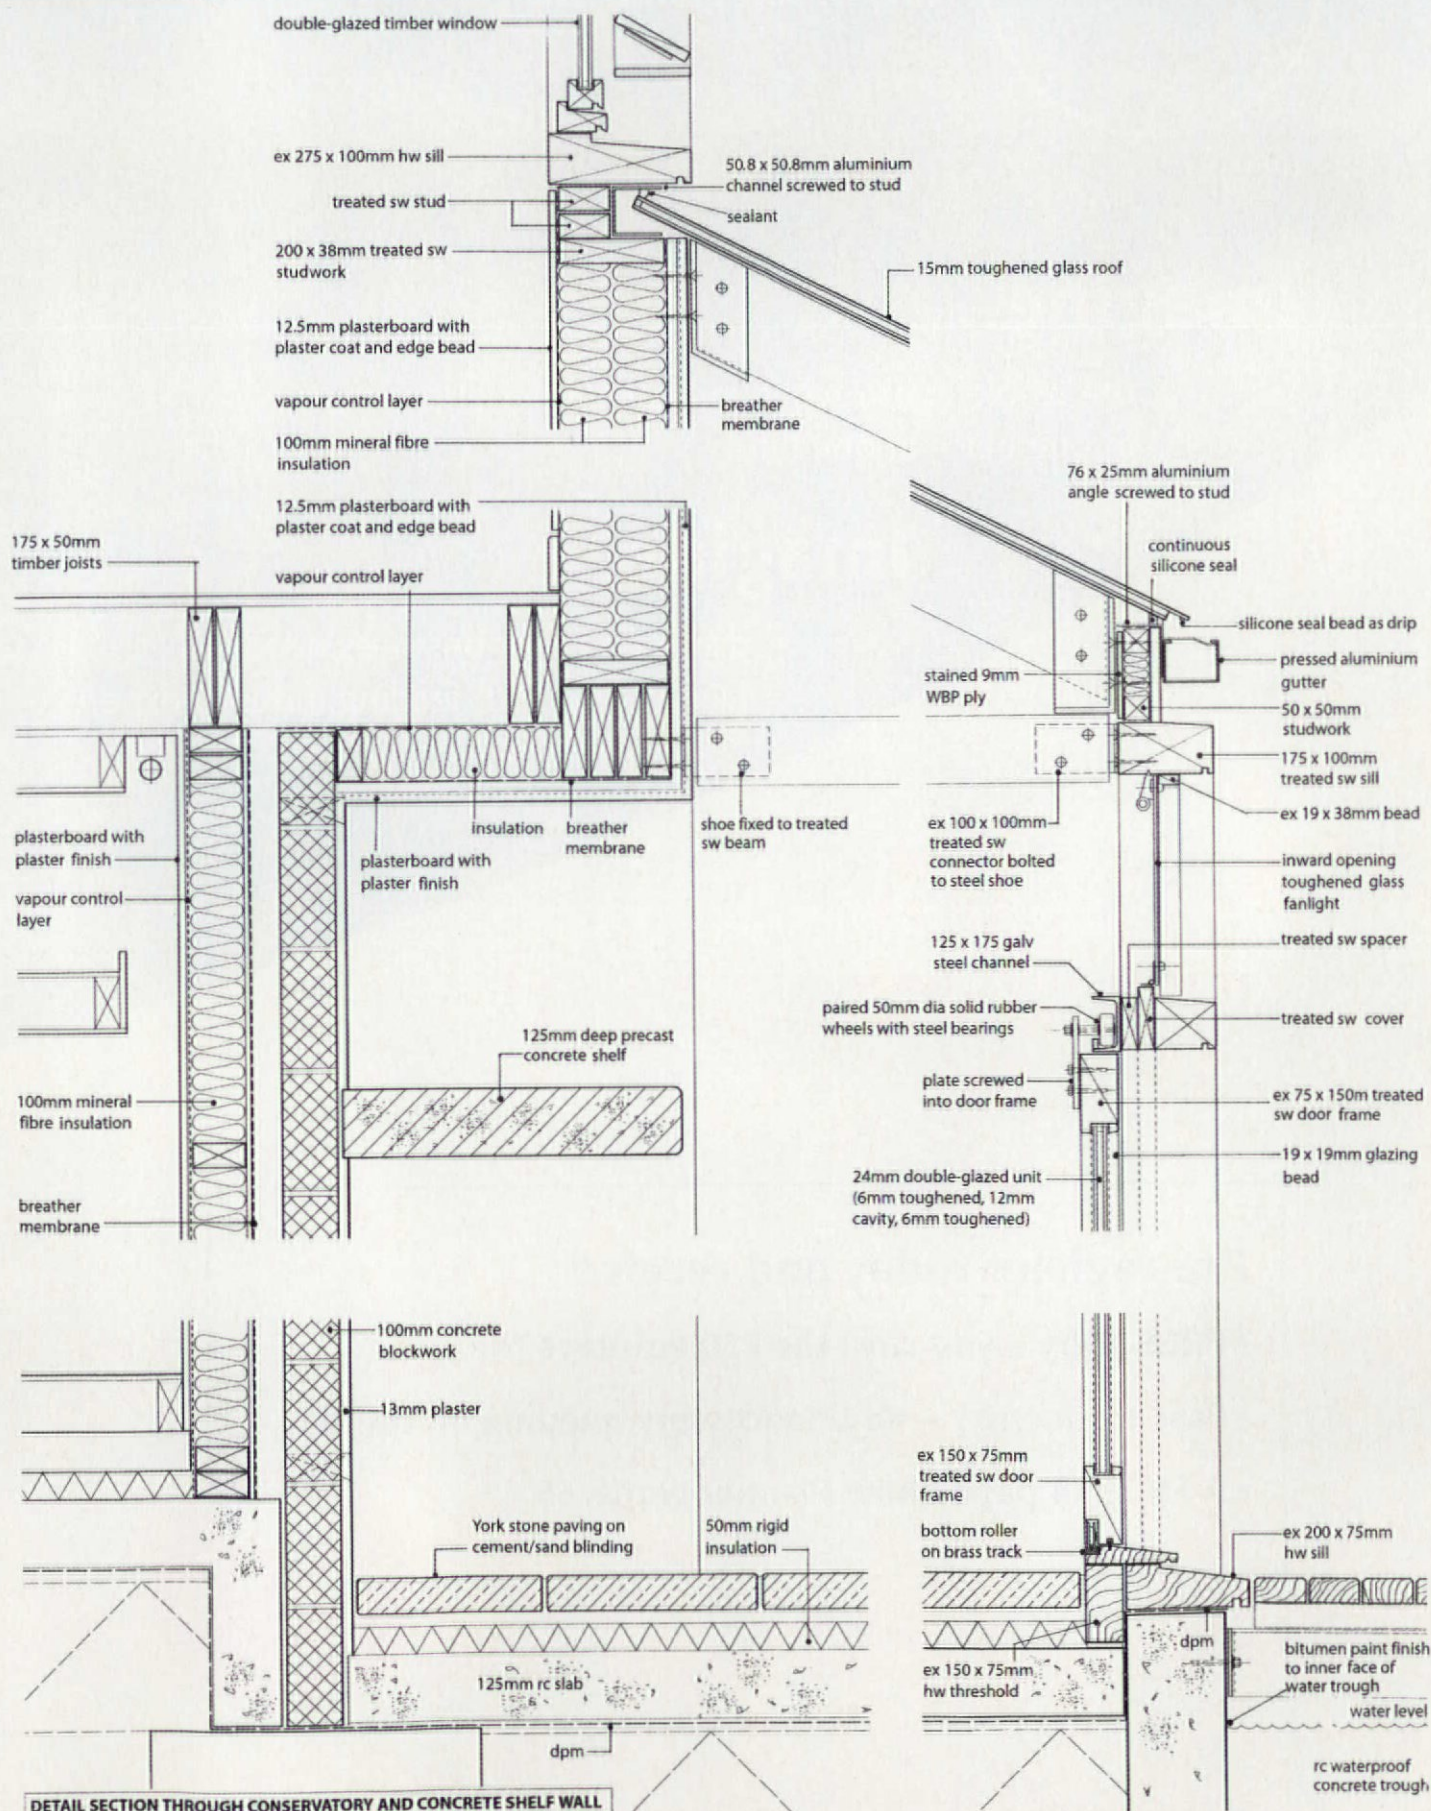 double-glazed timber window
ex 275 x 100mm hw sill
50.8 x 50.8mm aluminium
channel screwed to stud
treated sw stud
sealant
200 x 38mm treated sw
studwork
15mm toughened glass roof
12.5mm plasterboard with
plaster coat and edge bead
vapour control layer
breather
membrane
100mm mineral fibre
insulation
76 x 25mm aluminium
angle screwed to stud
12.5mm plasterboard with
plaster coat and edge bead
175 x 50mm
timber joists
continuous
silicone seal
vapour control layer
silicone seal bead as drip
pressed aluminium
gutter
stained 9mm
WBP ply
50 x 50mm
studwork
175 x 100mm
treated sw sill
ex 19 x 38mm bead
plasterboard with
plaster finish
insulation
breather
membrane
shoe fixed to treated
sw beam
ex 100 x 100mm
treated sw
connector bolted
to steel shoe
plasterboard with
plaster finish
inward opening
toughened glass
fanlight
vapour control
layer
125 x 175 galv
steel channel
treated sw spacer
paired 50mm dia solid rubber
wheels with steel bearings
treated sw cover
125mm deep precast
concrete shelf
plate screwed
into door frame
100mm mineral
fibre insulation
ex 75 x 150m treated
sw door frame
19 x 19mm glazing
bead
24mm double-glazed unit
(6mm toughened, 12mm
cavity, 6mm toughened)
breather
membrane
100mm concrete
blockwork
13mm plaster
ex 150 x 75mm
treated sw door
frame
York stone paving on
cement/sand blinding
50mm rigid
insulation
bottom roller
on brass track
ex 200 x 75mm
hw sill
dpm
bitumen paint finish
to inner face of
water trough
125mm rc slab
ex 150 x 75mm
hw threshold
water level
dpm
rc waterproof
concrete trough
DETAIL SECTION THROUGH CONSERVATORY AND CONCRETE SHELF WALL